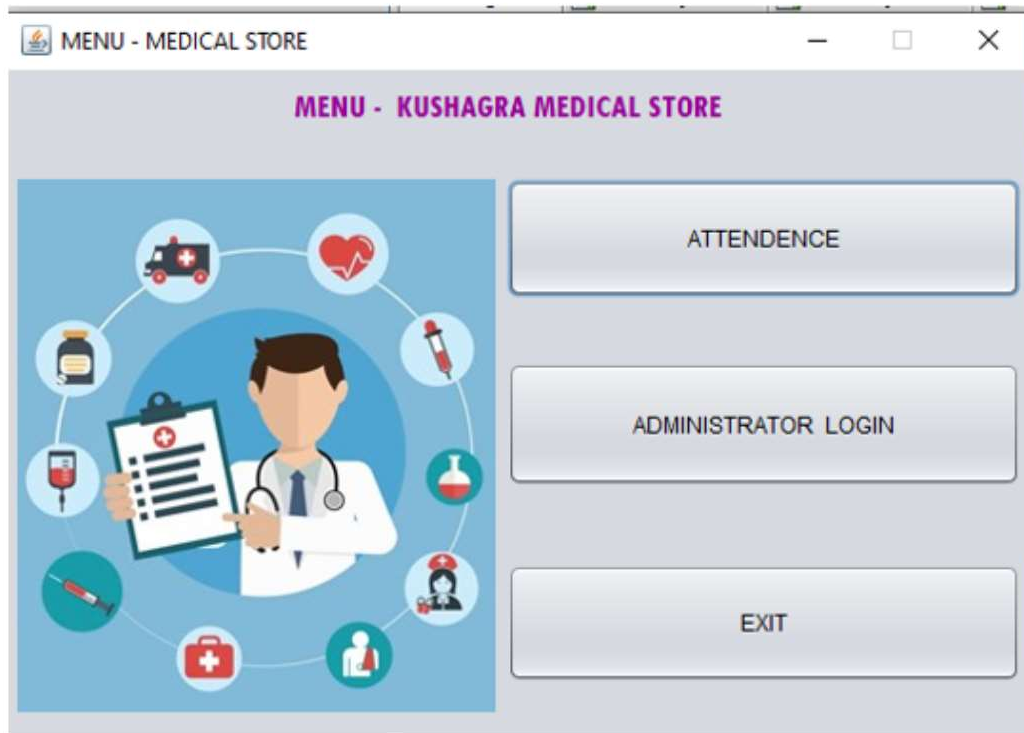 MENU - MEDICAL STORE
MENU - KUSHAGRA MEDICAL STORE
ATTENDENCE
ADMINISTRATOR LOGIN
EXIT